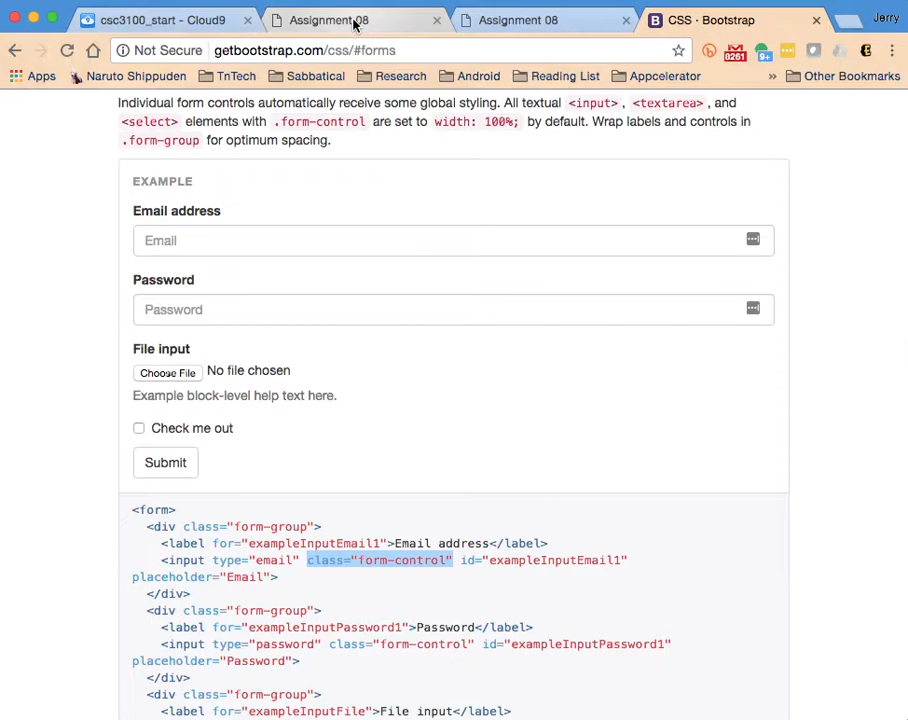 csc3100_start - Cloud9
Assignment 08
Assignment 08
CSS · Bootstrap
Jerry
Not Secure
getbootstrap.com/css/#forms
8261
9+
Apps
Naruto Shippuden
TnTech
Sabbatical
Research
Android
Reading List
Appcelerator
»
Other Bookmarks
Individual form controls automatically receive some global styling. All textual <input>, <textarea>, and
<select> elements with .form-control are set to width: 100%; by default. Wrap labels and controls in
.form-group for optimum spacing.
EXAMPLE
Email address
Email
Password
Password
File input
Choose File No file chosen
Example block-level help text here.
Check me out
Submit
<form>
<div class="form-group">
<label for="exampleInputEmail1">Email address</label>
<input type="email" class="form-control" id="exampleInputEmail1"
placeholder="Email">
</div>
<div class="form-group">
<label for="exampleInputPassword1">Password</label>
<input type="password" class="form-control" id="exampleInputPassword1"
placeholder="Password">
</div>
<div class="form-group">
<label for="exampleInputFile">File input</label>